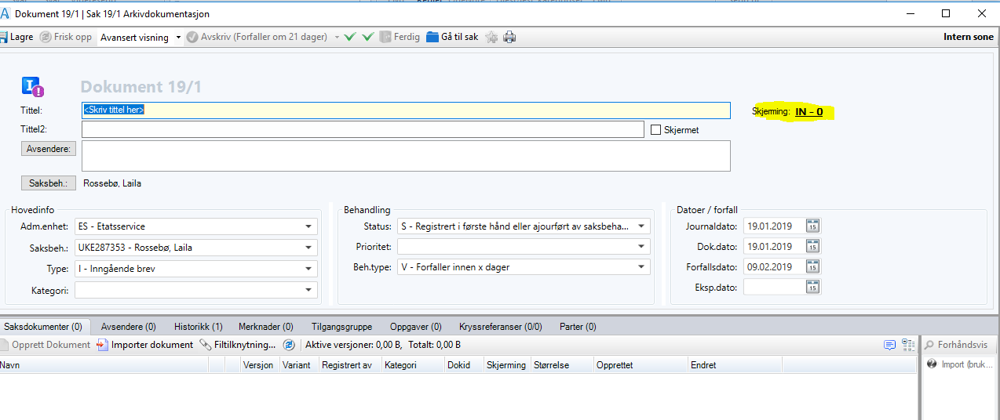 Dokument 19/1 | Sak 19/1 Arkivdokumentasjon
Lagre Frisk opp Avansert visning Avskriv (Forfaller om 21 dager) Ferdig Gå til sak Intern sone
Dokument 19/1
Tittel: <Skriv tittel her> Skjerming: IN - 0
Tittel2: Skjermet
Avsendere:
Saksbeh.: Rossebø, Laila
Hovedinfo Behandling Datoer / forfall
Adm.enhet: ES - Etatsservice Status: S - Registrert i første hånd eller ajourført av saksbeha... Journaldato: 19.01.2019 15
Saksbeh.: UKE287353 - Rossebø, Laila Prioritet: Dok.dato: 19.01.2019 15
Type: I - Inngående brev Beh.type: V - Forfaller innen x dager Forfallsdato: 09.02.2019 15
Kategori: Eksp.dato: 15
Saksdokumenter (0) Avsendere (0) Historikk (1) Merknader (0) Tilgangsgruppe Oppgaver (0) Kryssreferanser (0/0) Parter (0)
Opprett Dokument Importer dokument Filtilknytning... Aktive versjoner: 0,00 B, Totalt: 0,00 B Forhåndsvis
Navn Versjon Variant Registrert av Kategori Dokid Skjerming Størrelse Opprettet Endret Import (bruk ...